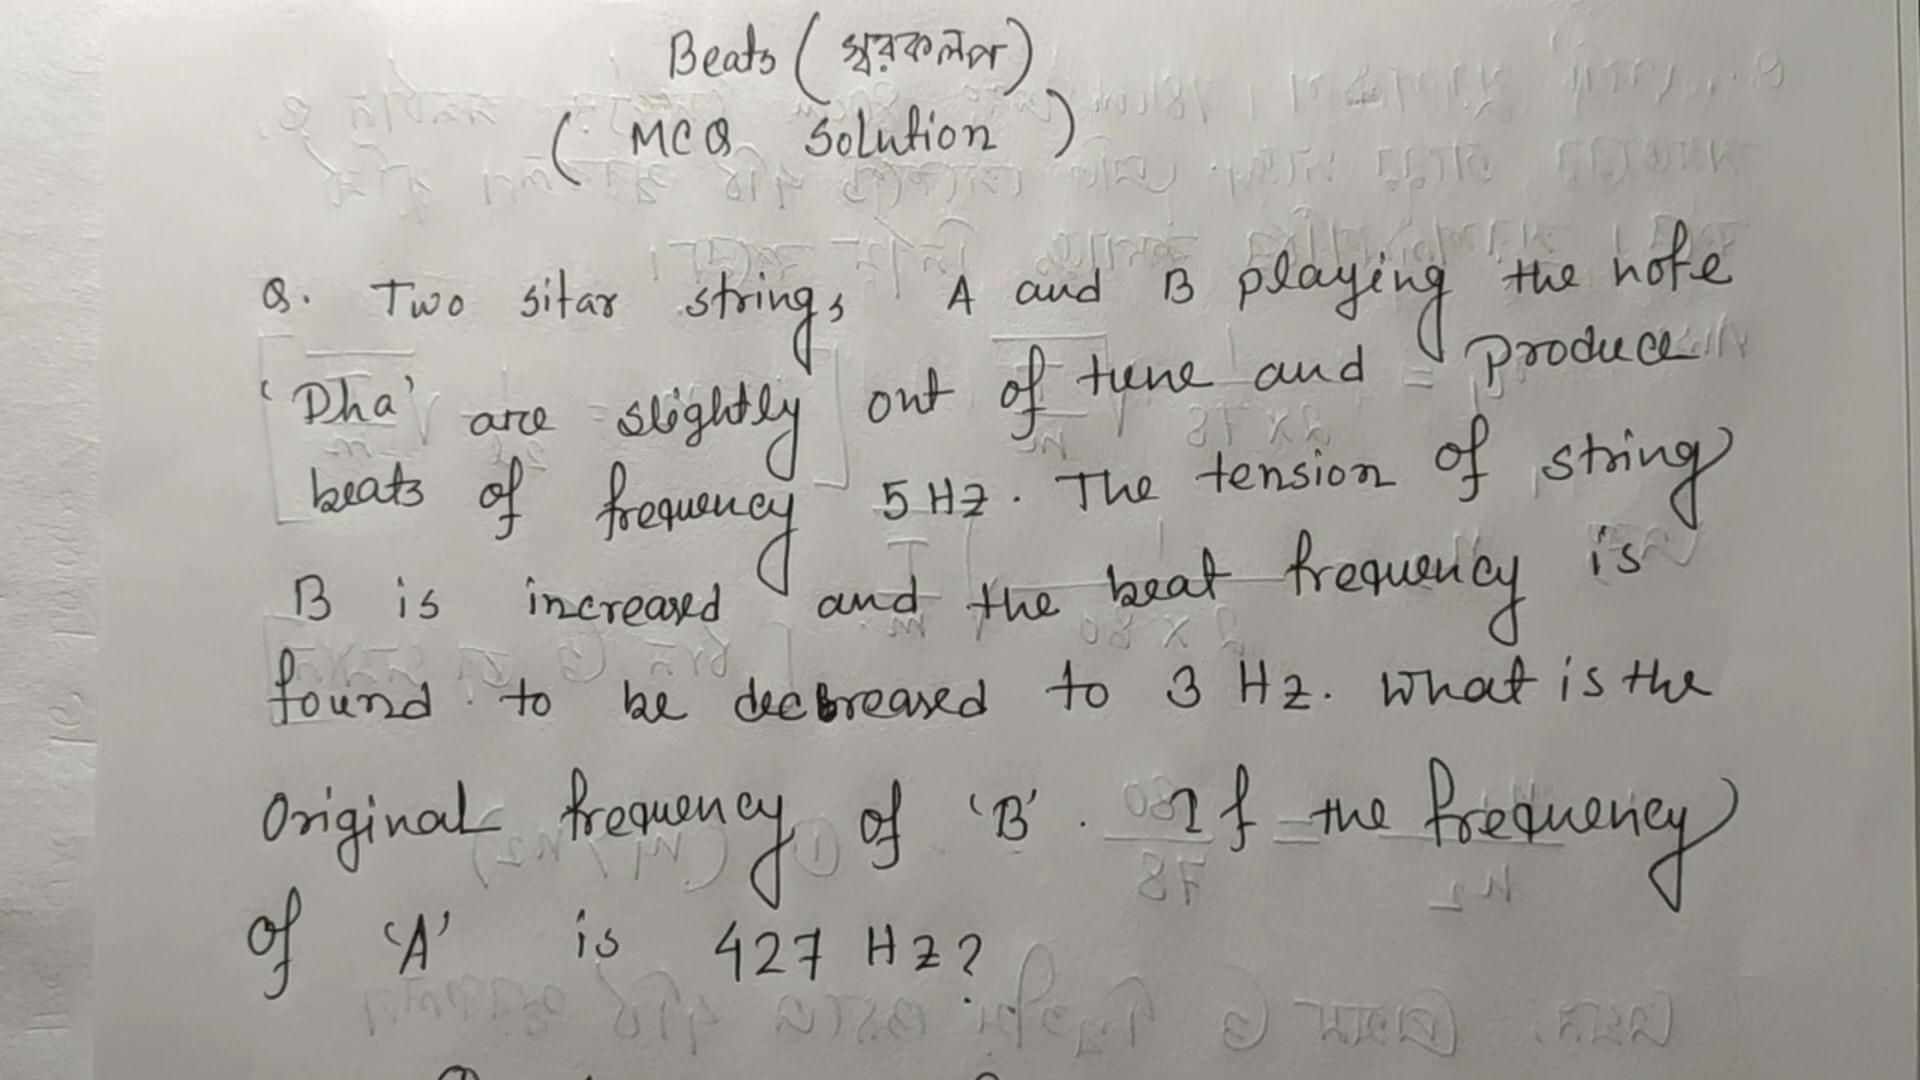 Beats (স্বরকল্প)
(MCQ Solution)
Q. Two sitar strings A and B playing the note
'Dha' are slightly out of tune and produce
beats of frequency 5 Hz. The tension of string
B is increased and the beat frequency is
found to be decreased to 3 Hz. What is the
Original frequency of 'B'. If the frequency
of 'A' is 427 Hz?